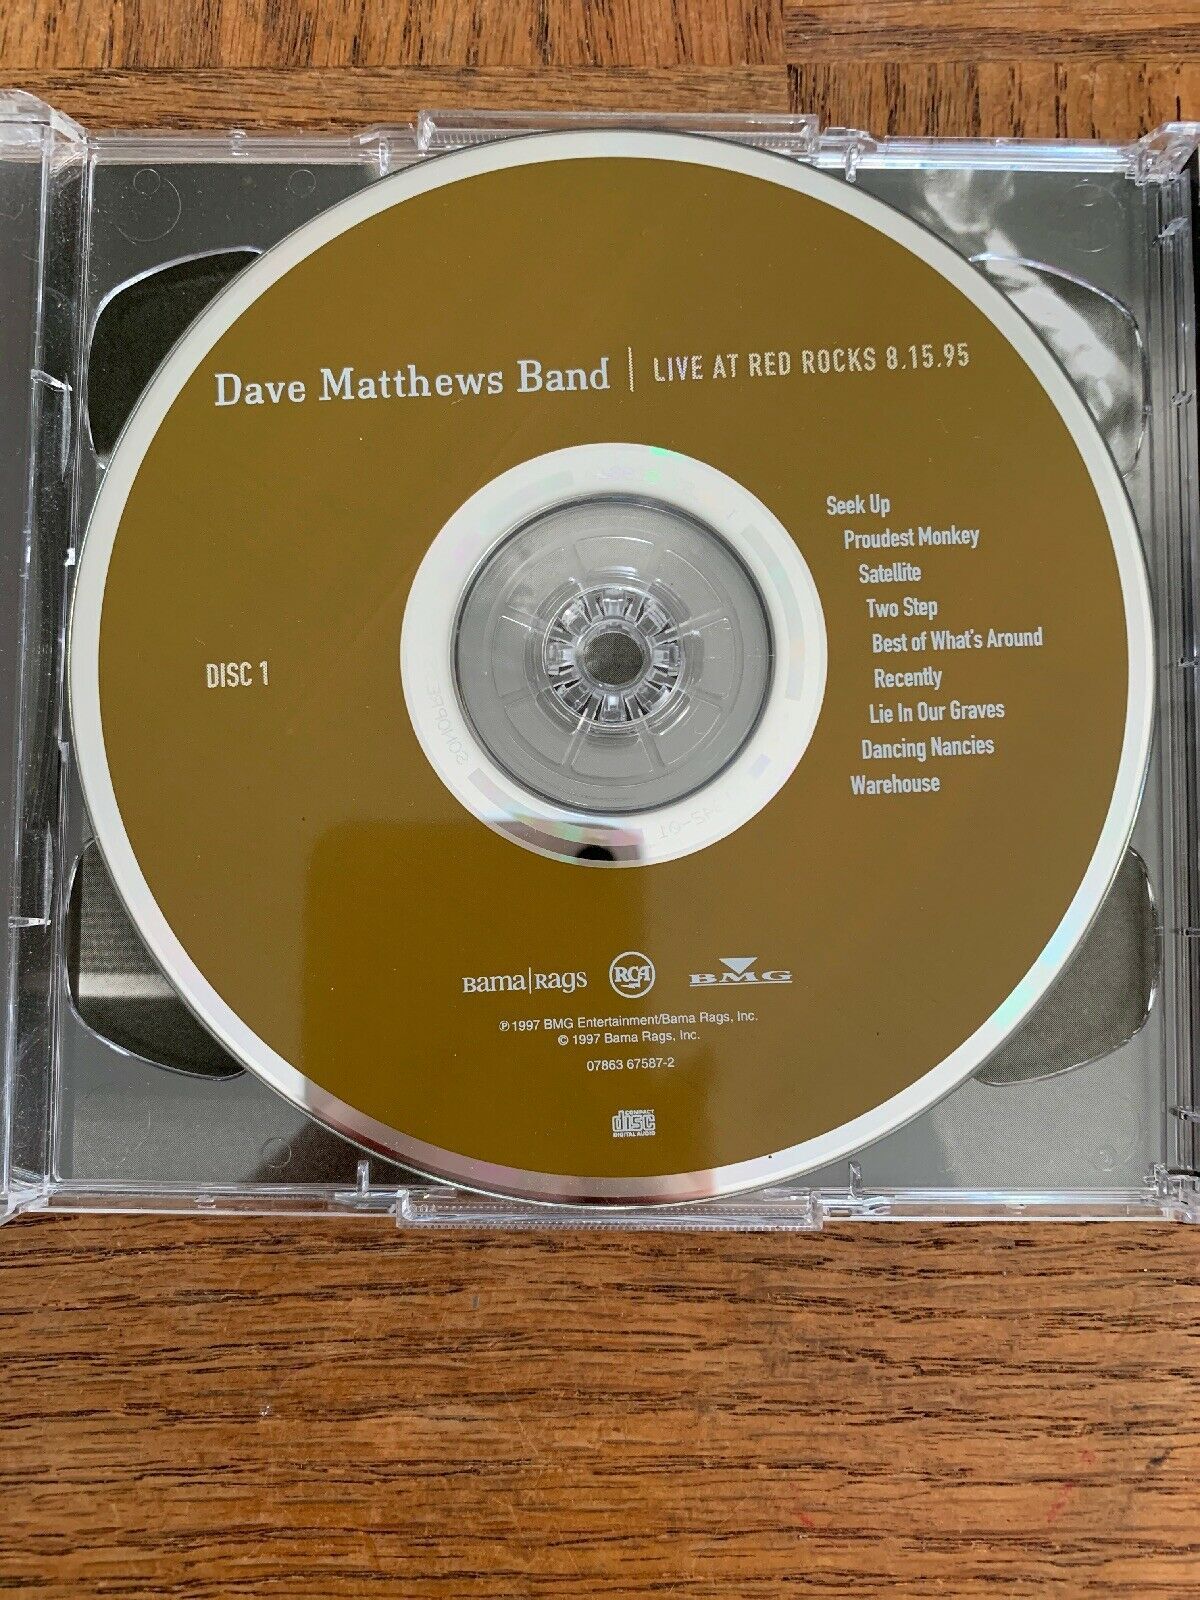 Dave Matthews Band | LIVE AT RED ROCKS 8.15.95
Seek Up
Proudest Monkey
Satellite
Two Step
Best of What's Around
Recently
Lie In Our Graves
Dancing Nancies
Warehouse
DISC 1
Bama|Rags RCA BMG
℗ 1997 BMG Entertainment/Bama Rags, Inc.
© 1997 Bama Rags, Inc.
07863 67587-2
COMPACT
disc
DIGITAL AUDIO